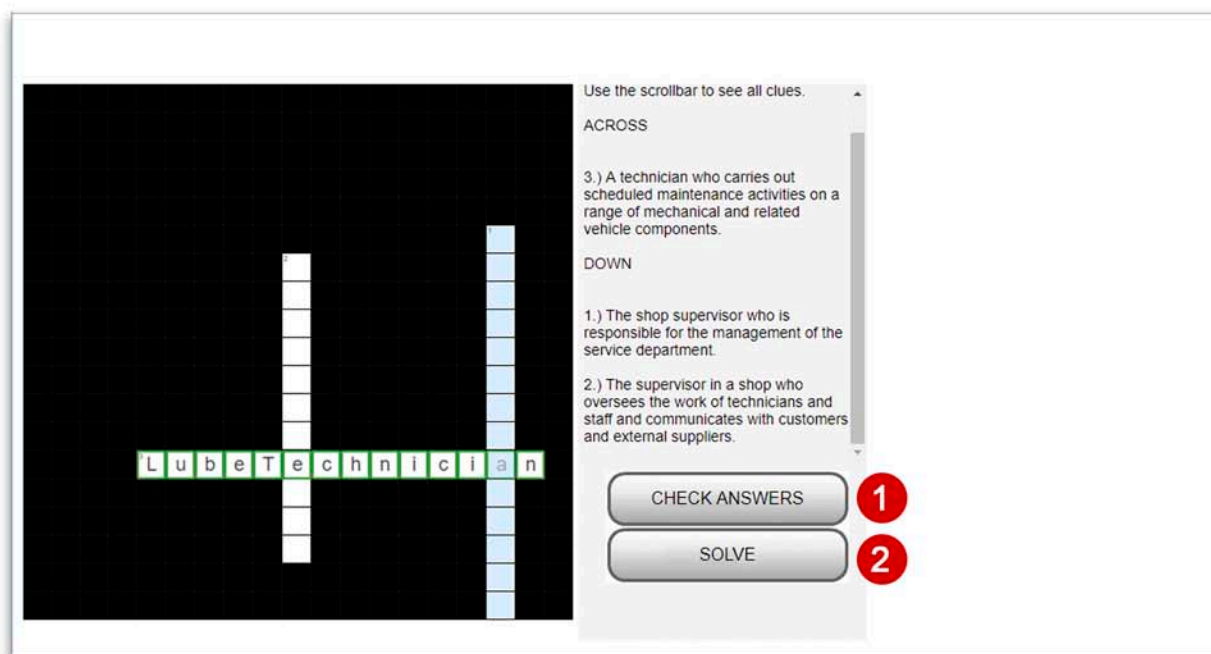 Use the scrollbar to see all clues.
ACROSS
3.) A technician who carries out
scheduled maintenance activities on a
range of mechanical and related
vehicle components.
DOWN
1.) The shop supervisor who is
responsible for the management of the
service department.
2.) The supervisor in a shop who
oversees the work of technicians and
staff and communicates with customers
and external suppliers.
1
2
3 LubeTechnician
CHECK ANSWERS
1
SOLVE
2